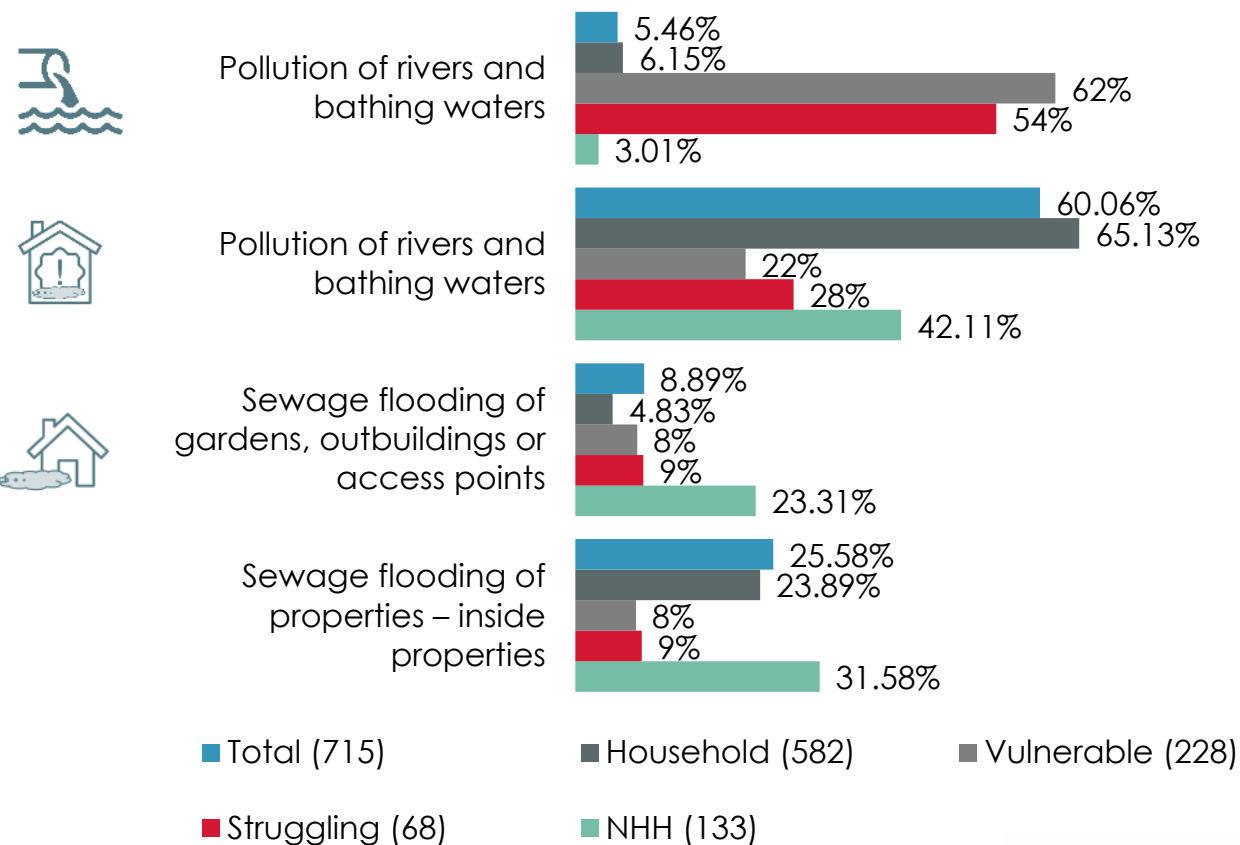 Pollution of rivers and
bathing waters
5.46%
6.15%
62%
54%
3.01%
Pollution of rivers and
bathing waters
60.06%
65.13%
22%
28%
42.11%
Sewage flooding of
gardens, outbuildings or
access points
8.89%
4.83%
8%
9%
23.31%
Sewage flooding of
properties – inside
properties
25.58%
23.89%
8%
9%
31.58%
Total (715)
Household (582)
Vulnerable (228)
Struggling (68)
NHH (133)